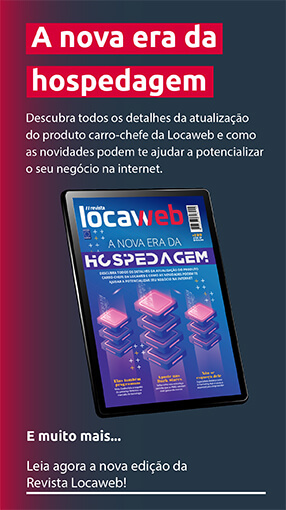 A nova era da
hospedagem
Descubra todos os detalhes da atualização
do produto carro-chefe da Locaweb e como
as novidades podem te ajudar a potencializar
o seu negócio na internet.
revista
locaweb
A NOVA ERA DA
HOSPEDAGEM
DESCUBRA TODOS OS DETALHES DA ATUALIZAÇÃO DO PRODUTO
CARRO-CHEFE DA LOCAWEB E COMO AS NOVIDADES PODEM TE
AJUDAR A POTENCIALIZAR O SEU NEGÓCIO NA INTERNET
E muito mais...
Leia agora a nova edição da
Revista Locaweb!